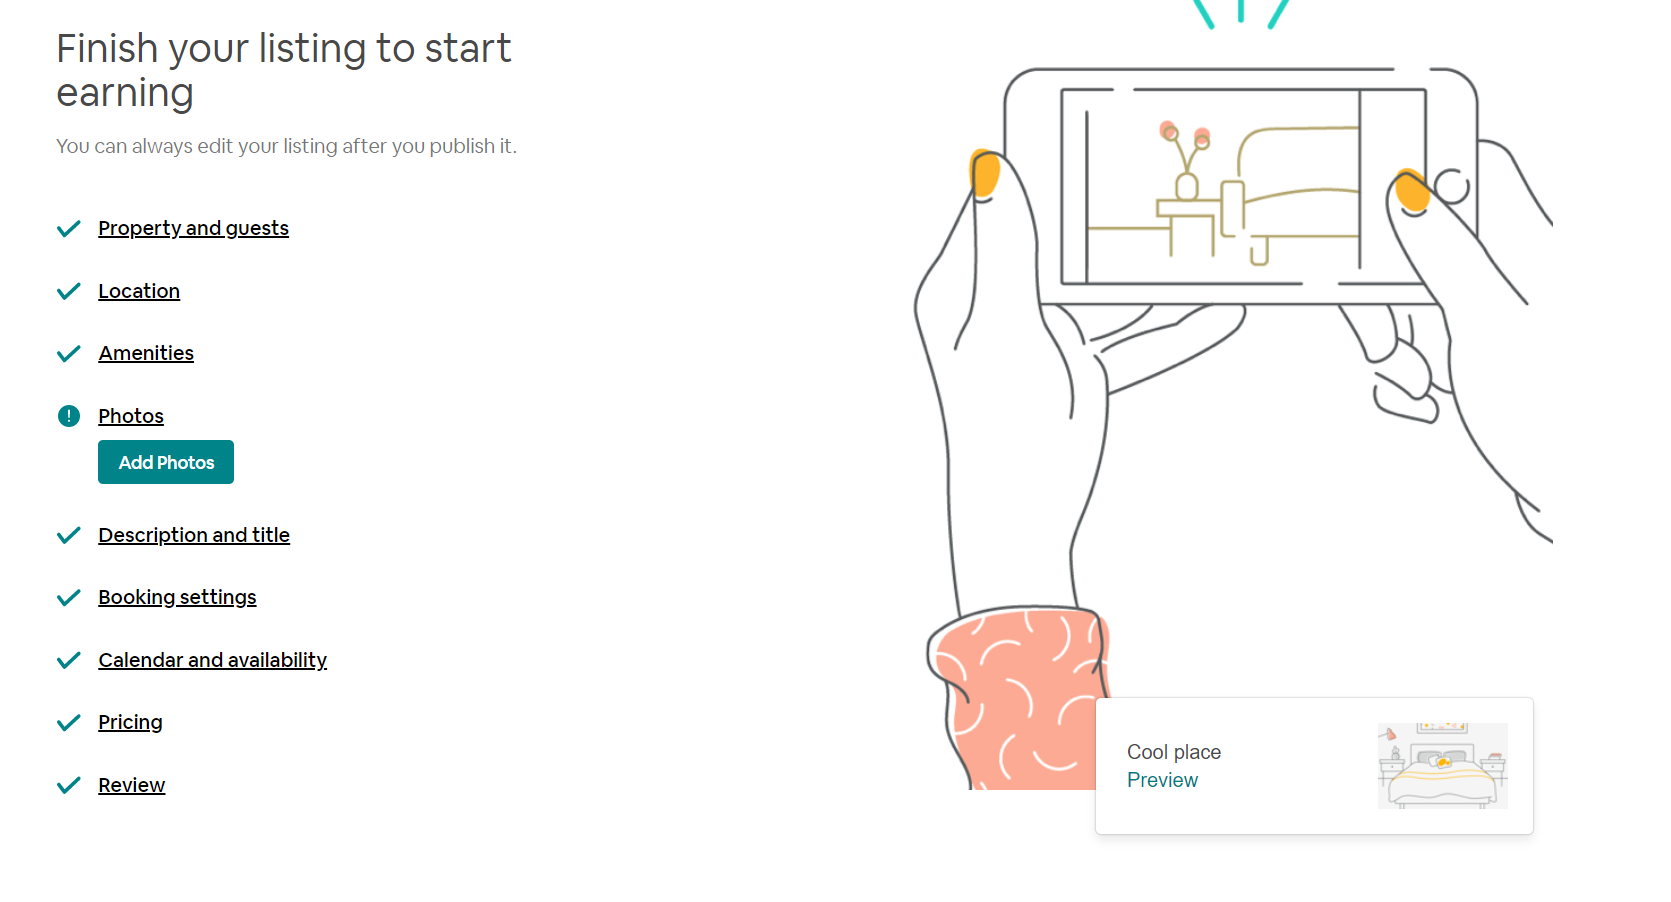 Finish your listing to start
earning
You can always edit your listing after you publish it.
Property and guests
Location
Amenities
Photos
Add Photos
Description and title
Booking settings
Calendar and availability
Pricing
Review
Cool place
Preview